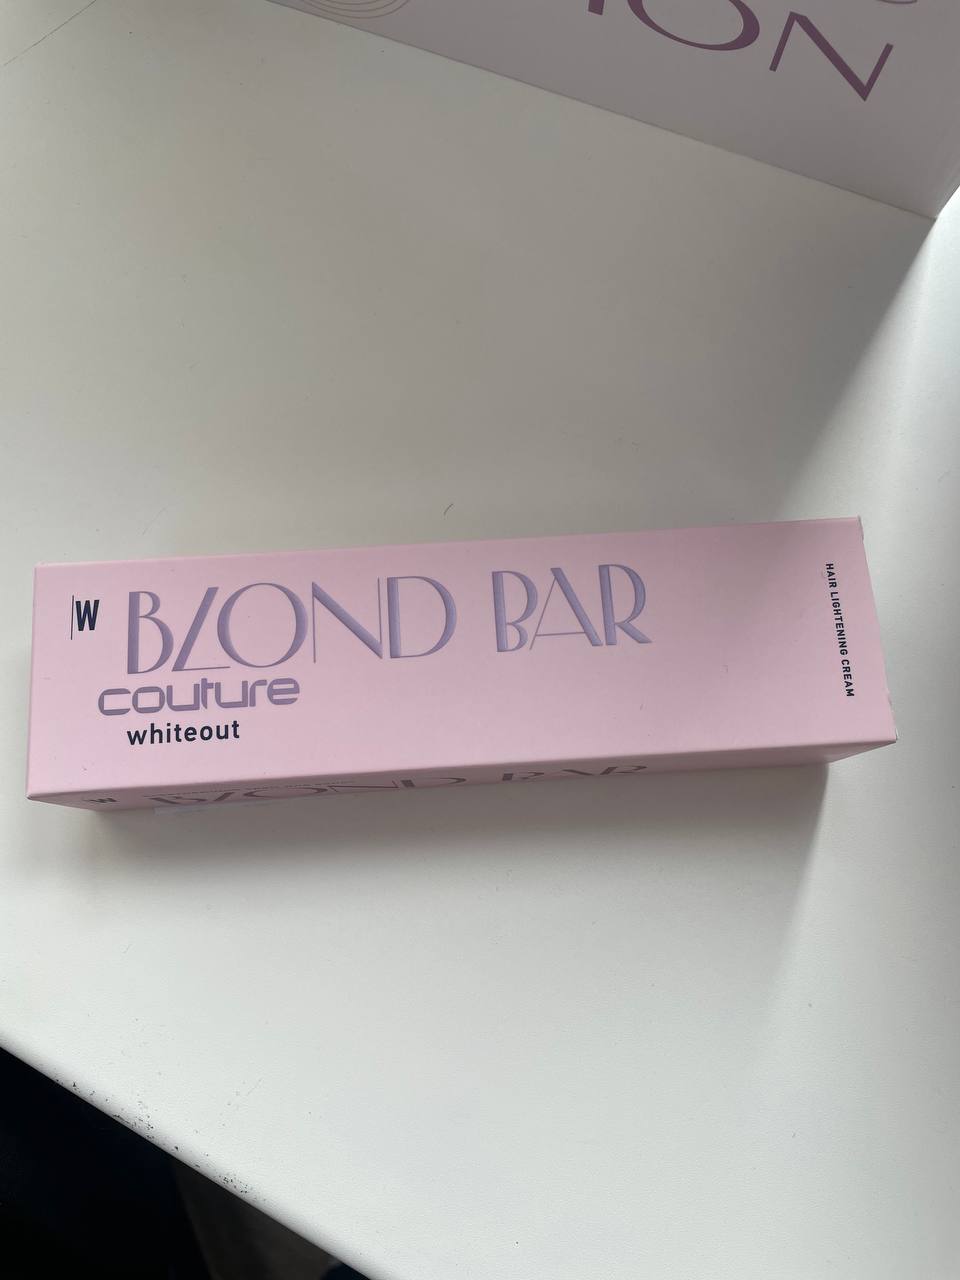 ION
W BLOND BAR
couture
whiteout
HAIR LIGHTENING CREAM
W BLOND BAR